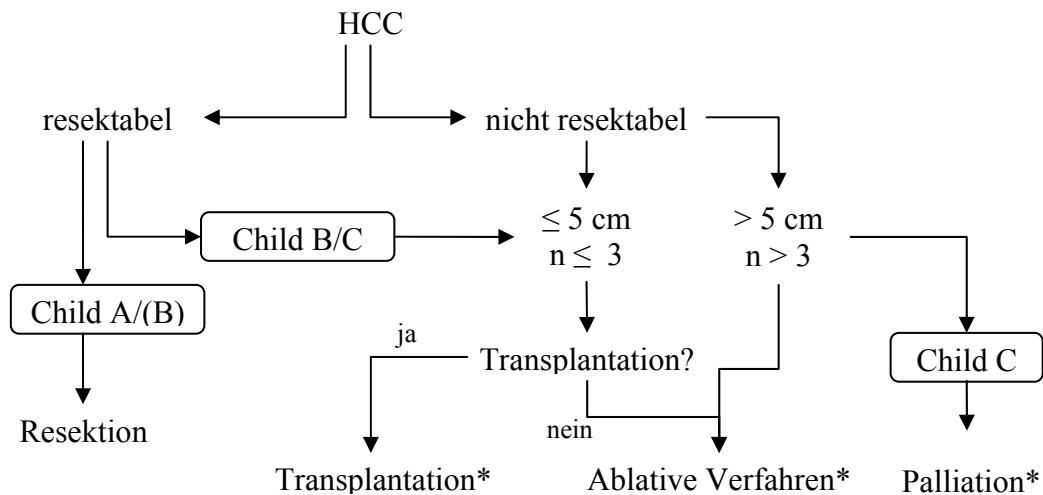 HCC
resektabel
nicht resektabel
≤ 5 cm
n ≤ 3
> 5 cm
n > 3
Child B/C
Child A/(B)
ja
Transplantation?
Child C
Resektion
nein
Transplantation*
Ablative Verfahren*
Palliation*